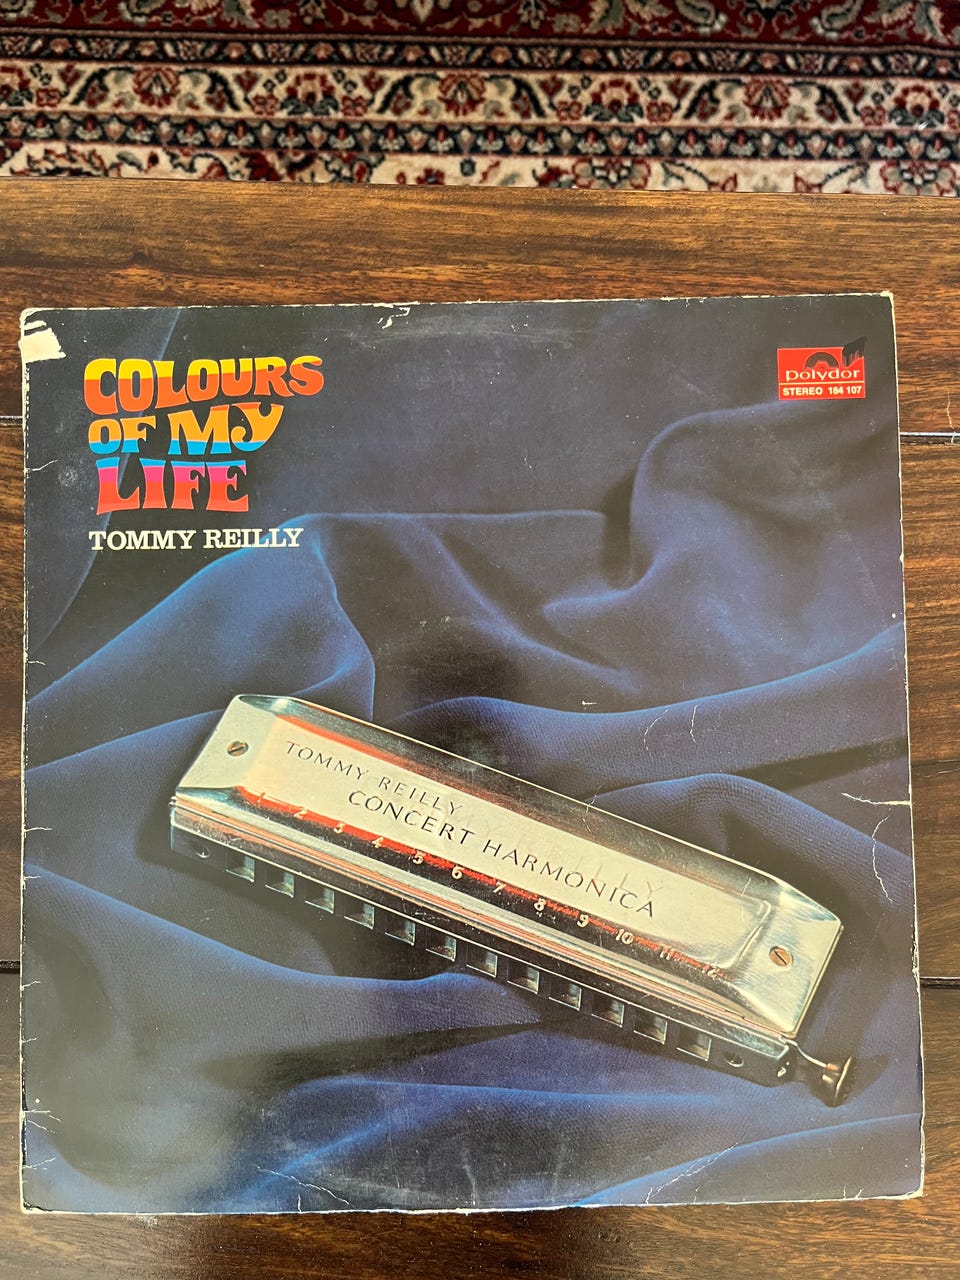 COLOURS
OF MY
LIFE
TOMMY REILLY
polydor
STEREO 184 107
TOMMY REILLY
CONCERT HARMONICA
1 2 3 4 5 6 7 8 9 10 11 12